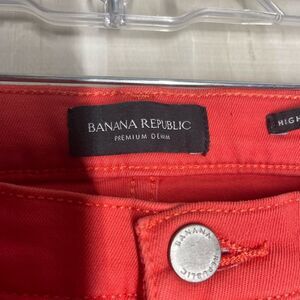 BANANA REPUBLIC
PREMIUM DENIM
HIGH
BANANA
REPUBLIC